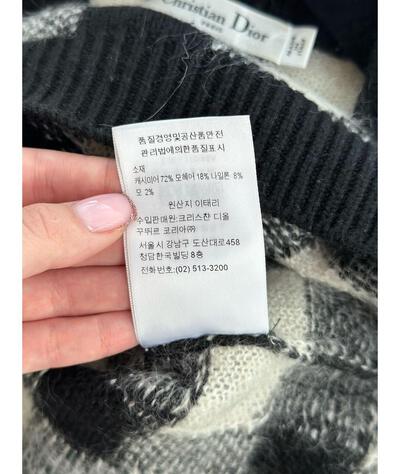 Christian Dior
PARIS
MADE IN
ITALY
품질경영및공산품안전
관리법에의한품질표시
소재
캐시미어 72% 모헤어 18% 나일론 8%
모 2%
원산지 이태리
수입판매원:크리스챤 디올
꾸뛰르 코리아㈜
서울시 강남구 도산대로458
청담한국빌딩 8층
전화번호:(02) 513-3200